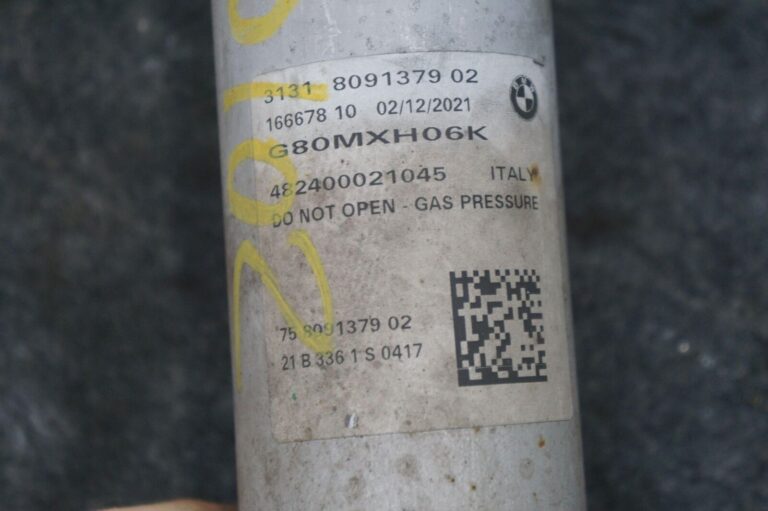 3131 8091379 02
166678 10 02/12/2021
BMW
G80MXH06K
482400021045 ITALY
DO NOT OPEN - GAS PRESSURE
75 8091379 02
21 B 336 1 S 0417